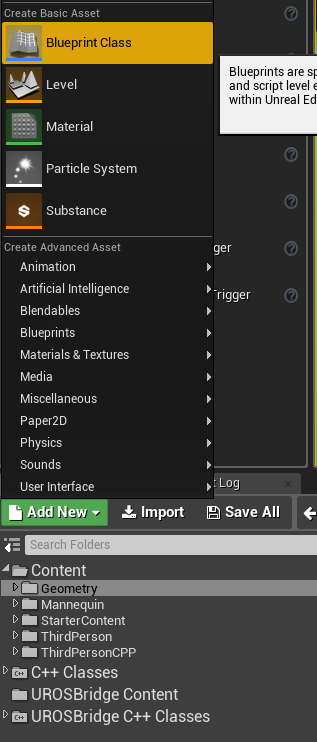 Create Basic Asset
Blueprint Class
Level
Blueprints are sp
and script level e
within Unreal Ed
Material
Particle System
Substance
Create Advanced Asset
Animation
ger
Artificial Intelligence
Trigger
Blendables
Blueprints
Materials & Textures
Media
Miscellaneous
Paper2D
Physics
Sounds
User Interface
t Log
Add New
Import
Save All
Search Folders
Content
Geometry
Mannequin
StarterContent
ThirdPerson
ThirdPersonCPP
C++ Classes
UROSBridge Content
UROSBridge C++ Classes